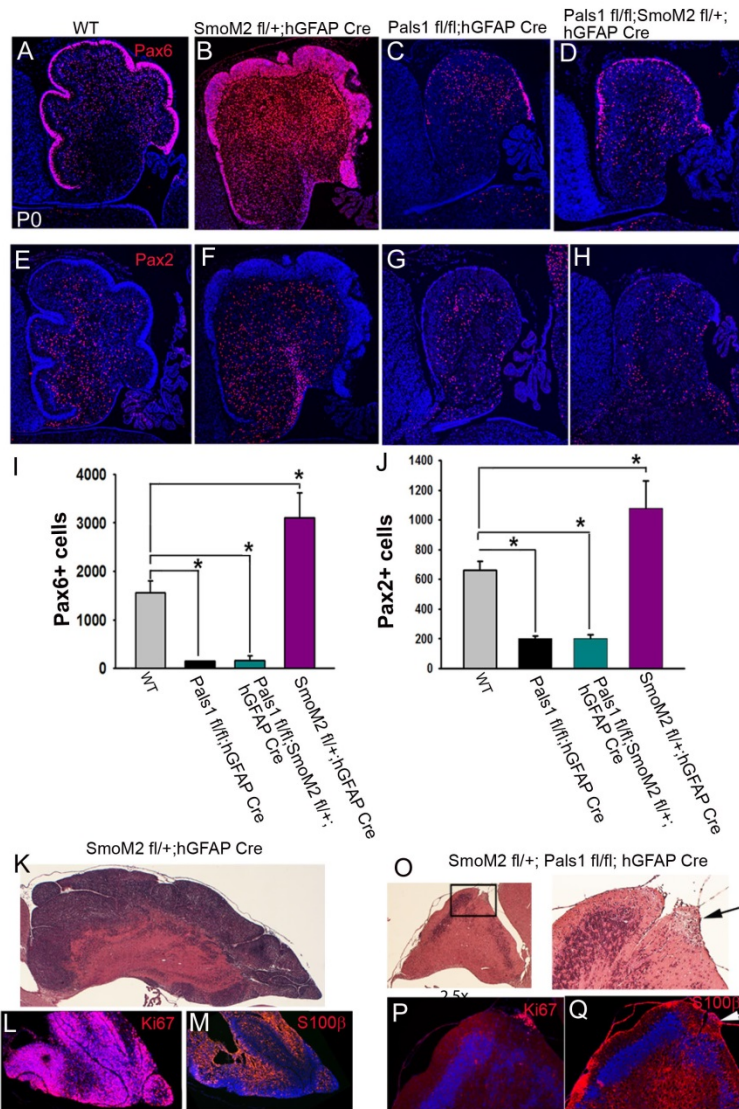 WT
SmoM2 fl/+;hGFAP Cre
Pals1 fl/fl;hGFAP Cre
Pals1 fl/fl;SmoM2 fl/+;
hGFAP Cre
A
Pax6
B
C
D
P0
E
Pax2
F
G
H
I
Pax6+ cells
4000
3000
2000
1000
0
*
*
*
WT
Pals1 fl/fl;hGFAP Cre
Pals1 fl/fl;SmoM2 fl/+;
hGFAP Cre
SmoM2 fl/+;hGFAP Cre
J
Pax2+ cells
1400
1200
1000
800
600
400
200
0
*
*
*
WT
Pals1 fl/fl;hGFAP Cre
Pals1 fl/fl;SmoM2 fl/+;
hGFAP Cre
SmoM2 fl/+;hGFAP Cre
SmoM2 fl/+;hGFAP Cre
K
L
Ki67
M
S100β
SmoM2 fl/+; Pals1 fl/fl; hGFAP Cre
O
2.5x
P
Ki67
Q
S100β